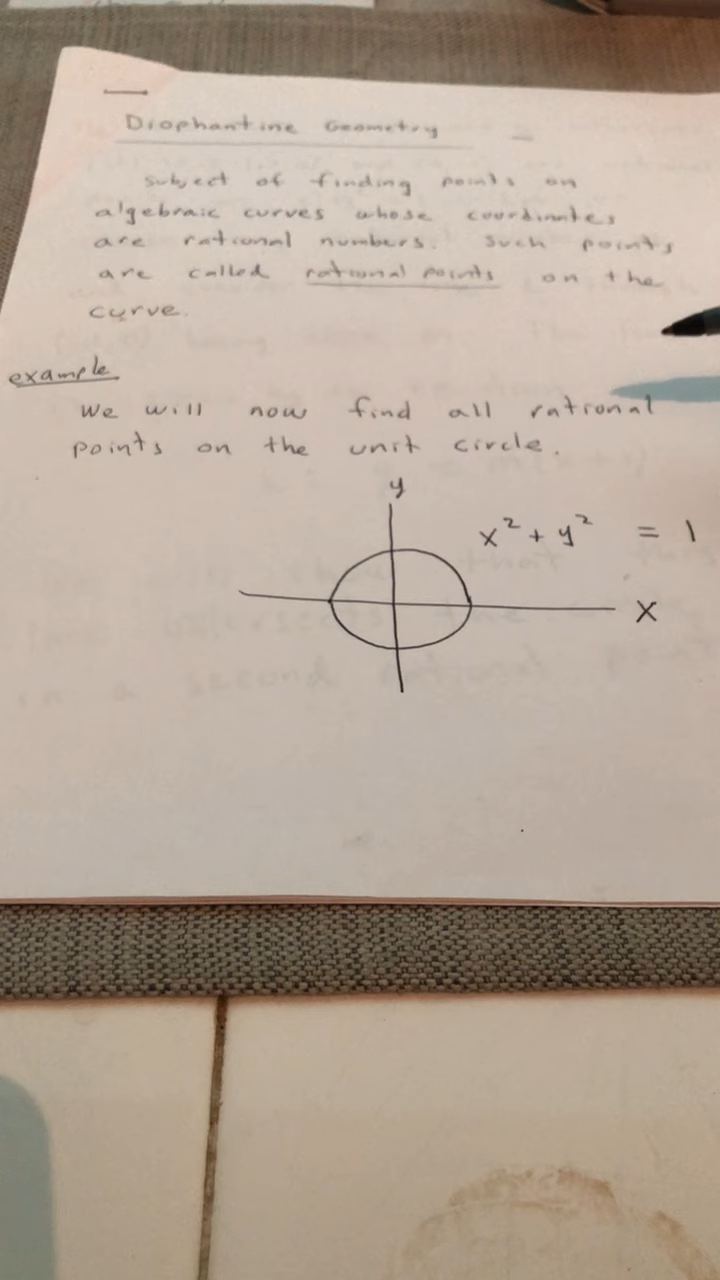 Diophantine Geometry
subject of finding points on
algebraic curves whose coordinates
are rational numbers. Such points
are called rational points on the
curve.
example
We will now find all rational
points on the unit circle.
y
x² + y² = 1
x